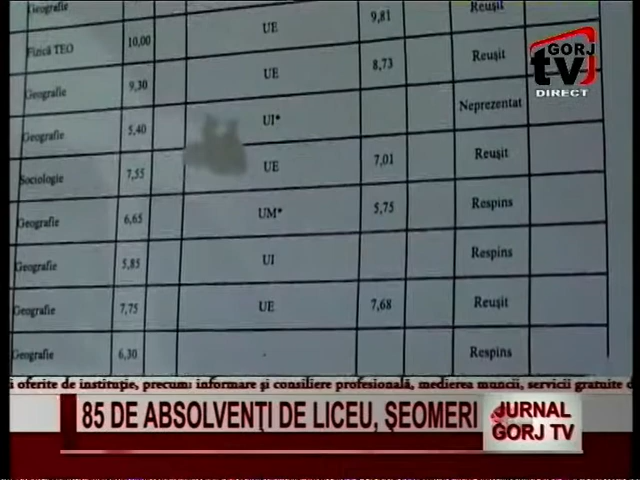 Geografie Reuşit
Fizică TEO 10,00 UE 9,81 Reuşit
Geografie 9,30 UE 8,73 Neprezentat
Geografie 5,40 UI* Reuşit
Sociologie 7,55 UE 7,01 Respins
Geografie 6,65 UM* 5,75 Respins
Geografie 5,85 UI Reuşit
Geografie 7,75 UE 7,68 Respins
Geografie 6,30
GORJ
tv
DIRECT
oferite de instituţie, precum: informare şi consiliere profesională, medierea muncii, servicii gratuite
85 DE ABSOLVENŢI DE LICEU, ŞEOMERI
JURNAL
GORJ TV